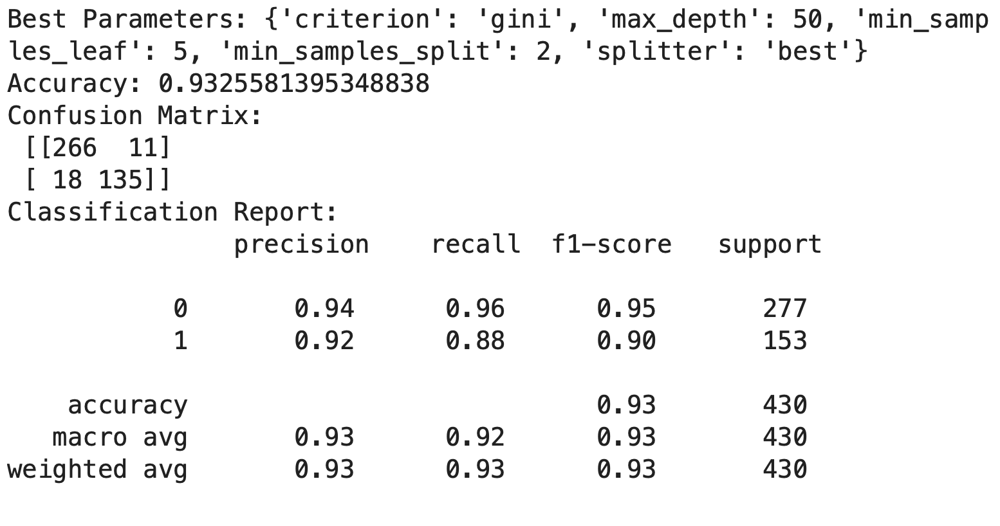 Best Parameters: {'criterion': 'gini', 'max_depth': 50, 'min_samp
les_leaf': 5, 'min_samples_split': 2, 'splitter': 'best'}
Accuracy: 0.9325581395348838
Confusion Matrix:
 [[266  11]
 [ 18 135]]
Classification Report:
               precision    recall  f1-score   support

           0       0.94      0.96      0.95       277
           1       0.92      0.88      0.90       153

    accuracy                           0.93       430
   macro avg       0.93      0.92      0.93       430
weighted avg       0.93      0.93      0.93       430